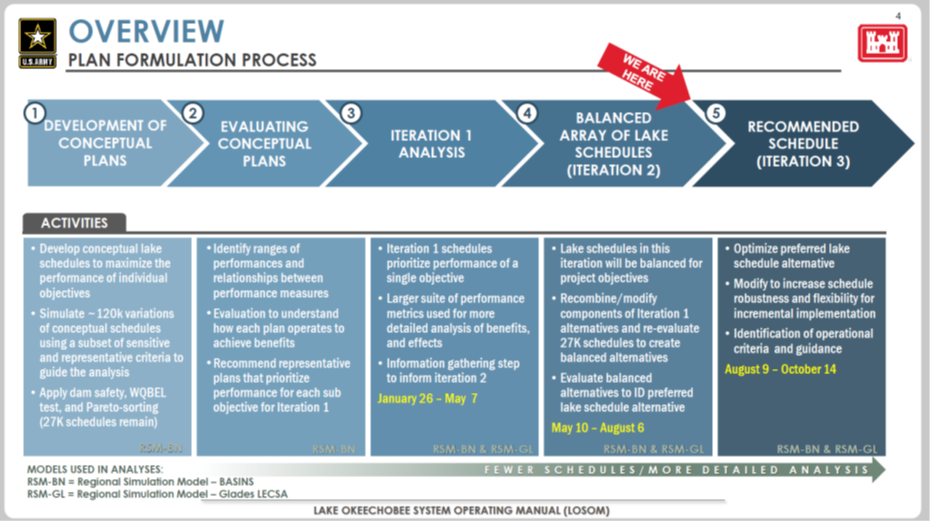 4
OVERVIEW
PLAN FORMULATION PROCESS
U.S.ARMY
WE ARE
HERE
1
DEVELOPMENT OF
CONCEPTUAL
PLANS
2
EVALUATING
CONCEPTUAL
PLANS
3
ITERATION 1
ANALYSIS
4
BALANCED
ARRAY OF LAKE
SCHEDULES
(ITERATION 2)
5
RECOMMENDED
SCHEDULE
(ITERATION 3)
ACTIVITIES
• Develop conceptual lake
schedules to maximize the
performance of individual
objectives
• Simulate ~120k variations
of conceptual schedules
using a subset of sensitive
and representative criteria to
guide the analysis
• Apply dam safety, WQBEL
test, and Pareto-sorting
(27K schedules remain)
RSM-BN
• Identify ranges of
performances and
relationships between
performance measures
• Evaluation to understand
how each plan operates to
achieve benefits
• Recommend representative
plans that prioritize
performance for each sub
objective for Iteration 1
RSM-BN
• Iteration 1 schedules
prioritize performance of a
single objective
• Larger suite of performance
metrics used for more
detailed analysis of benefits,
and effects
• Information gathering step
to inform iteration 2
January 26 – May 7
RSM-BN & RSM-GL
• Lake schedules in this
iteration will be balanced for
project objectives
• Recombine/modify
components of Iteration 1
alternatives and re-evaluate
27K schedules to create
balanced alternatives
• Evaluate balanced
alternatives to ID preferred
lake schedule alternative
May 10 – August 6
RSM-BN & RSM-GL
• Optimize preferred lake
schedule alternative
• Modify to increase schedule
robustness and flexibility for
incremental implementation
• Identification of operational
criteria and guidance
August 9 – October 14
RSM-BN & RSM-GL
FEWER SCHEDULES/MORE DETAILED ANALYSIS
MODELS USED IN ANALYSES:
RSM-BN = Regional Simulation Model – BASINS
RSM-GL = Regional Simulation Model – Glades LECSA
LAKE OKEECHOBEE SYSTEM OPERATING MANUAL (LOSOM)